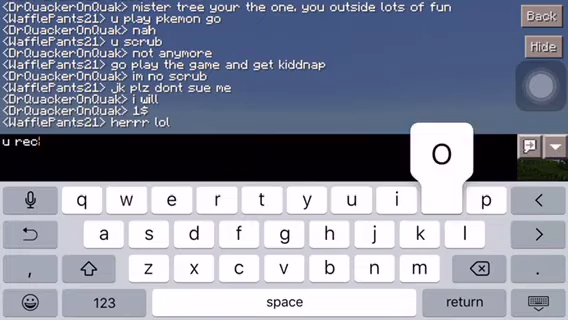 <DrQuackerOnQuak> mister tree your the one. you outside lots of fun
<WafflePants21> u play pkemon go
<DrQuackerOnQuak> nah
<WafflePants21> u scrub
<DrQuackerOnQuak> not anymore
<WafflePants21> go play the game and get kiddnap
<DrQuackerOnQuak> im no scrub
<WafflePants21> jk plz dont sue me
<DrQuackerOnQuak> i will
<DrQuackerOnQuak> 1$
<WafflePants21> herrr lol
Back
Hide
u rec
O
q w e r t y u i p <
a s d f g h j k l >
, z x c v b n m .
123 space return